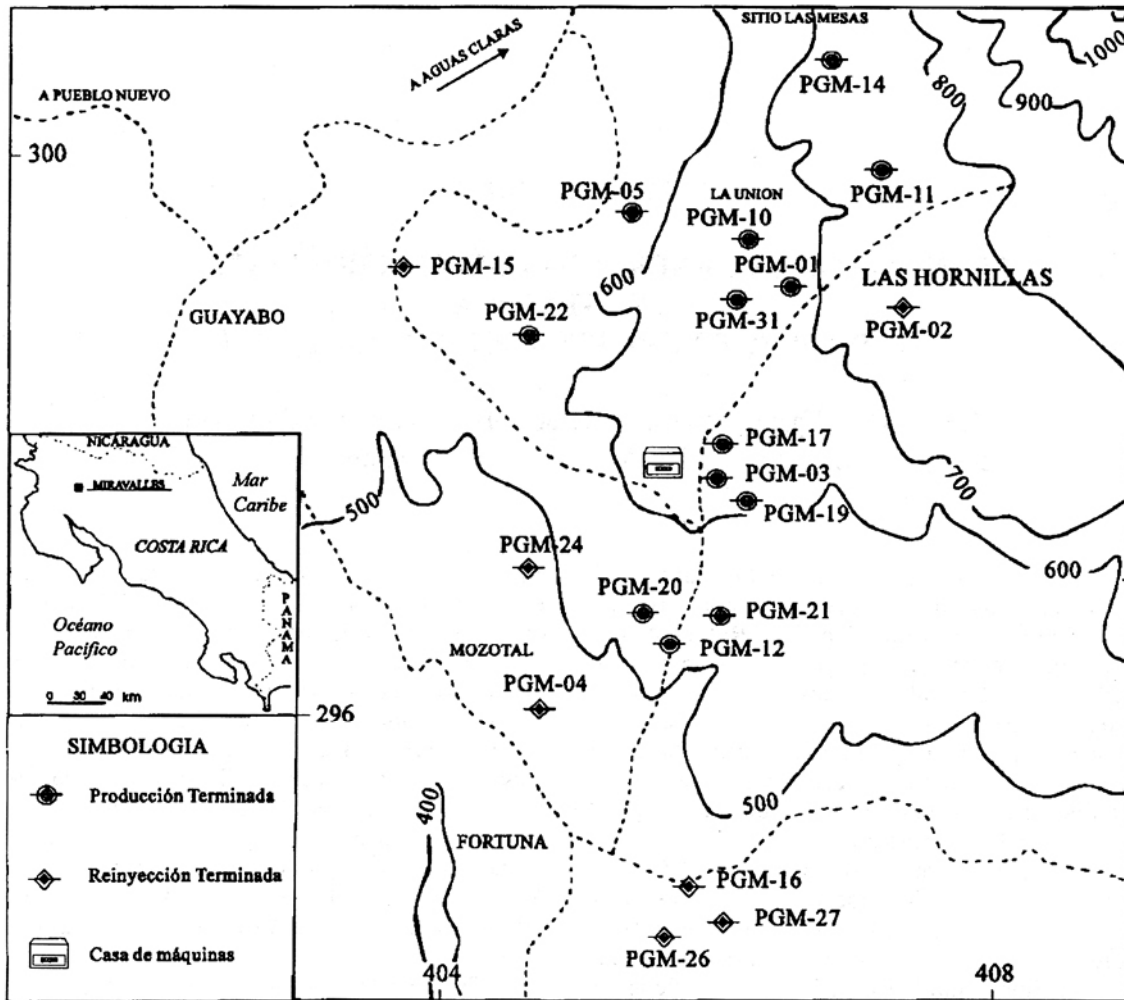 SITIO LAS MESAS
1000
PGM-14
A AGUAS CLARAS
800
900
A PUEBLO NUEVO
300
PGM-05
LA UNION
PGM-10
PGM-11
PGM-15
PGM-01
600
LAS HORNILLAS
GUAYABO
PGM-22
PGM-31
PGM-02
PGM-17
PGM-03
PGM-19
700
500
PGM-24
600
PGM-20
PGM-21
PGM-12
MOZOTAL
PGM-04
296
500
400
FORTUNA
PGM-16
PGM-27
PGM-26
404
408
NICARAGUA
MIRAVALLES
Mar
Caribe
COSTA RICA
PANAMA
Océano
Pacífico
0 30 40 km
SIMBOLOGIA
Producción Terminada
Reinyección Terminada
Casa de máquinas